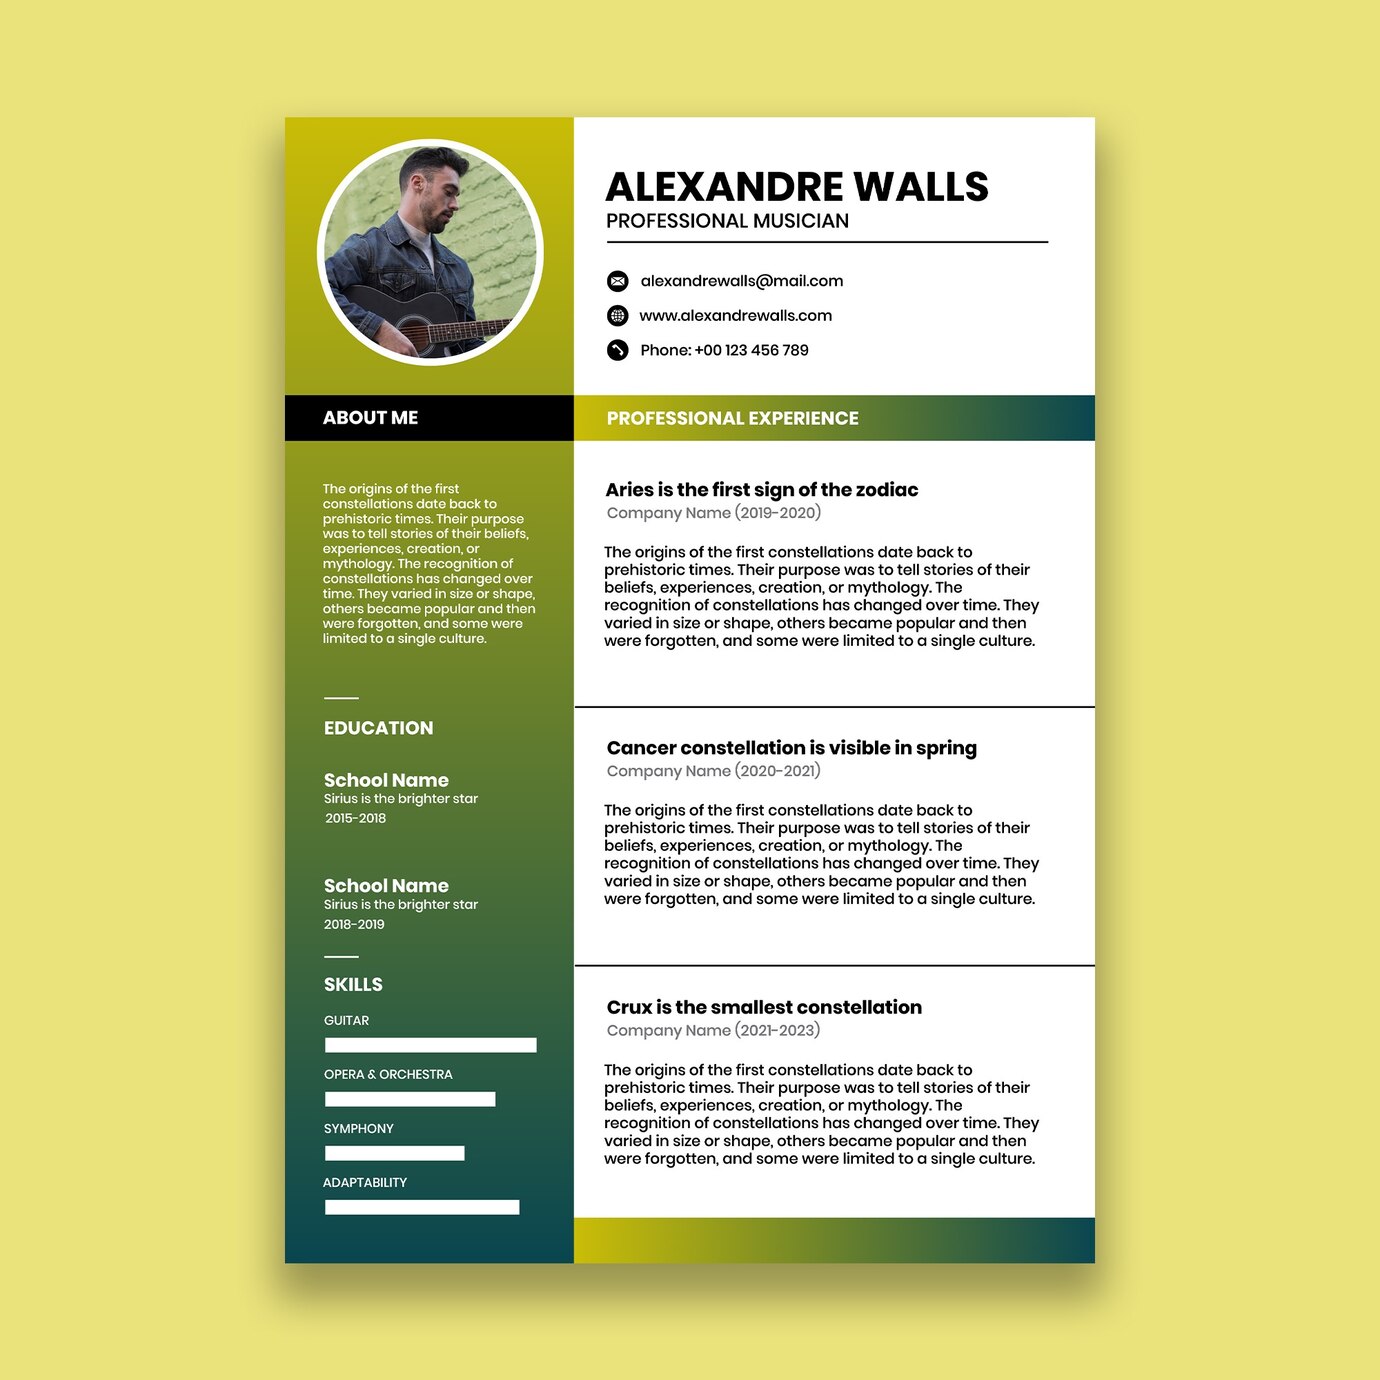 ALEXANDRE WALLS
PROFESSIONAL MUSICIAN
alexandrewalls@mail.com
www.alexandrewalls.com
Phone: +00 123 456 789
ABOUT ME
The origins of the first
constellations date back to
prehistoric times. Their purpose
was to tell stories of their beliefs,
experiences, creation, or
mythology. The recognition of
constellations has changed over
time. They varied in size or shape,
others became popular and then
were forgotten, and some were
limited to a single culture.
EDUCATION
School Name
Sirius is the brighter star
2015-2018
School Name
Sirius is the brighter star
2018-2019
SKILLS
GUITAR
OPERA & ORCHESTRA
SYMPHONY
ADAPTABILITY
PROFESSIONAL EXPERIENCE
Aries is the first sign of the zodiac
Company Name (2019-2020)
The origins of the first constellations date back to
prehistoric times. Their purpose was to tell stories of their
beliefs, experiences, creation, or mythology. The
recognition of constellations has changed over time. They
varied in size or shape, others became popular and then
were forgotten, and some were limited to a single culture.
Cancer constellation is visible in spring
Company Name (2020-2021)
The origins of the first constellations date back to
prehistoric times. Their purpose was to tell stories of their
beliefs, experiences, creation, or mythology. The
recognition of constellations has changed over time. They
varied in size or shape, others became popular and then
were forgotten, and some were limited to a single culture.
Crux is the smallest constellation
Company Name (2021-2023)
The origins of the first constellations date back to
prehistoric times. Their purpose was to tell stories of their
beliefs, experiences, creation, or mythology. The
recognition of constellations has changed over time. They
varied in size or shape, others became popular and then
were forgotten, and some were limited to a single culture.